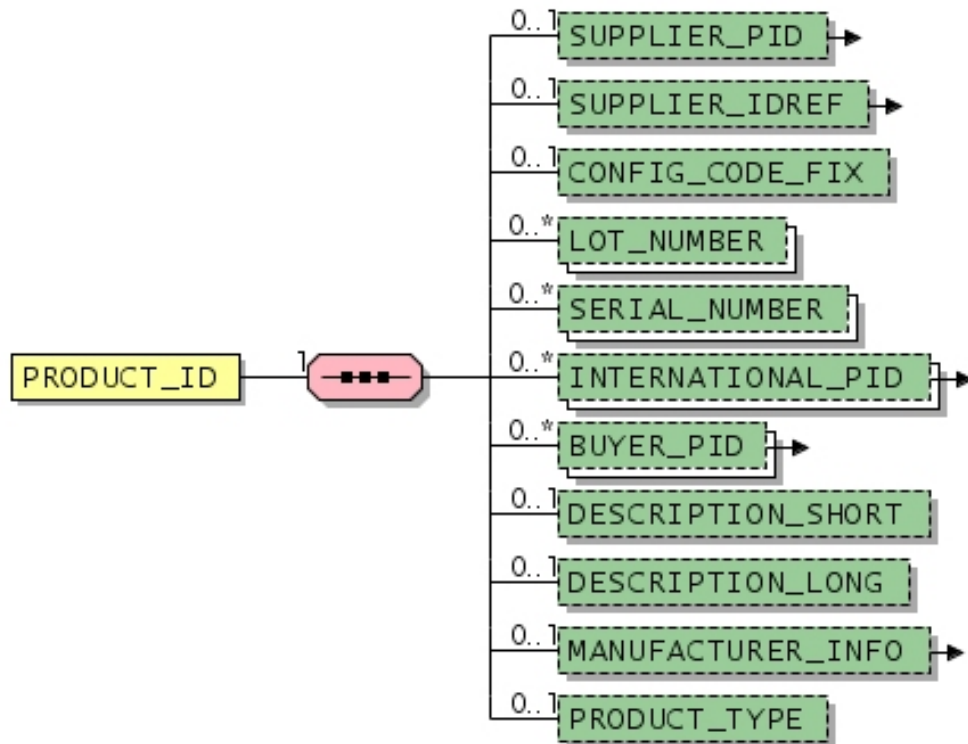 0..1
SUPPLIER_PID
0..1
SUPPLIER_IDREF
0..1
CONFIG_CODE_FIX
0..*
LOT_NUMBER
0..*
SERIAL_NUMBER
PRODUCT_ID
1
0..*
INTERNATIONAL_PID
0..*
BUYER_PID
0..1
DESCRIPTION_SHORT
0..1
DESCRIPTION_LONG
0..1
MANUFACTURER_INFO
0..1
PRODUCT_TYPE